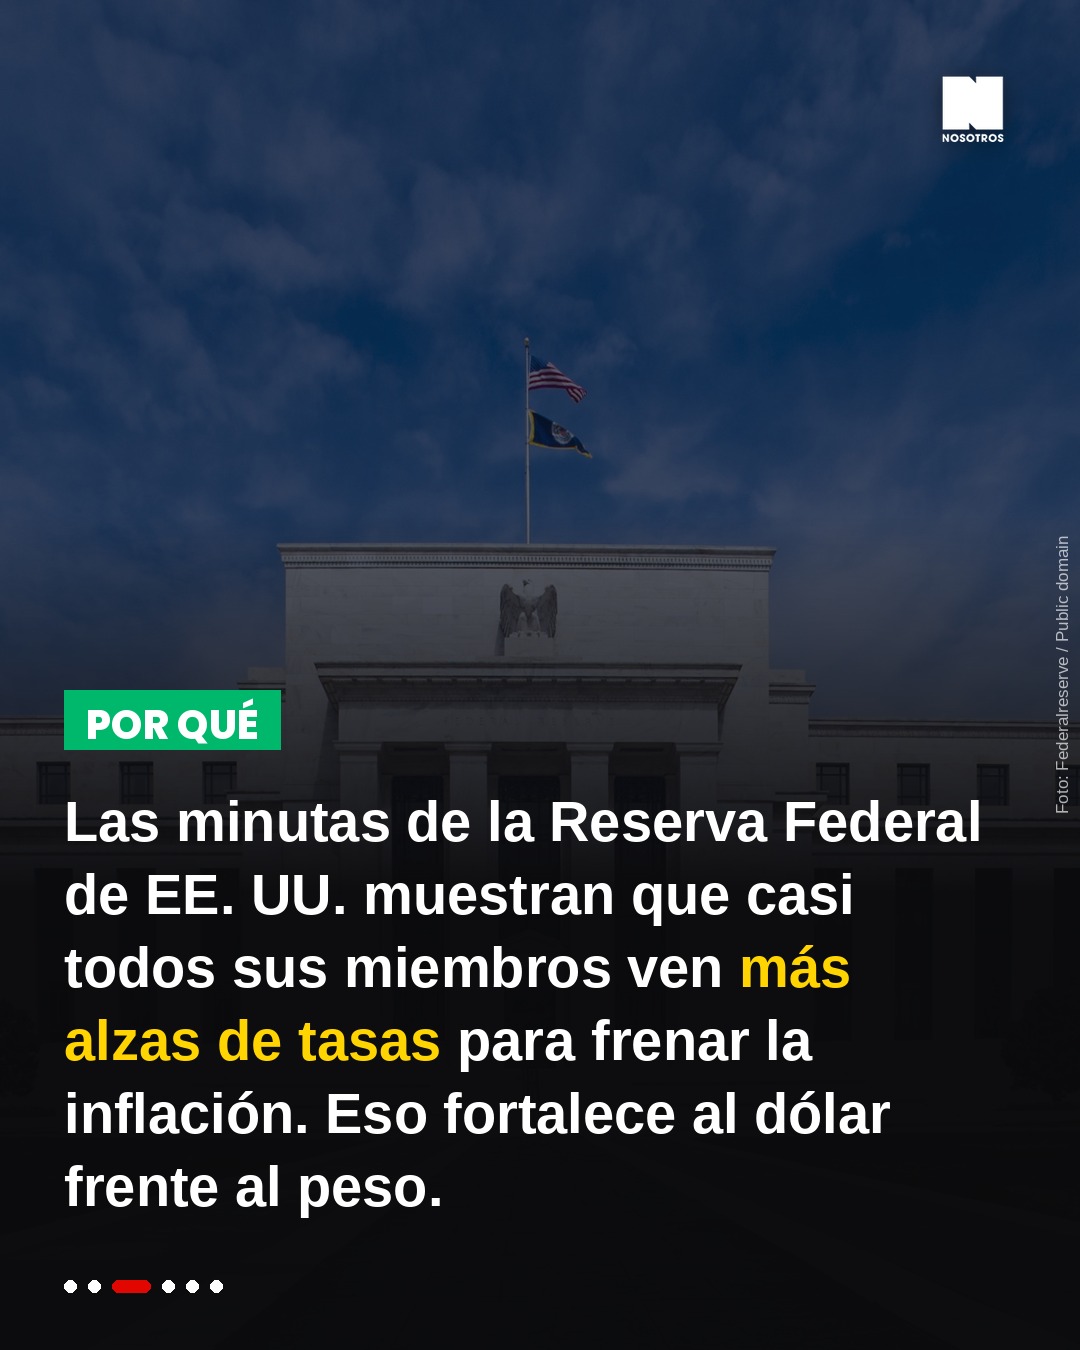 N
NOSOTROS
Foto: Federalreserve / Public domain
POR QUÉ
Las minutas de la Reserva Federal
de EE. UU. muestran que casi
todos sus miembros ven más
alzas de tasas para frenar la
inflación. Eso fortalece al dólar
frente al peso.